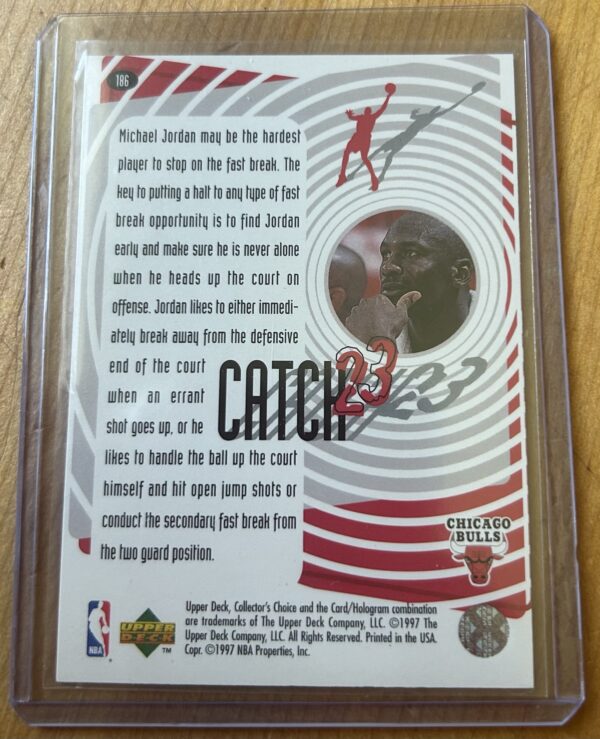 186
Michael Jordan may be the hardest
player to stop on the fast break. The
key to putting a halt to any type of fast
break opportunity is to find Jordan
early and make sure he is never alone
when he heads up the court on
offense. Jordan likes to either immedi-
ately break away from the defensive
end of the court
when an errant
shot goes up, or he
likes to handle the ball up the court
himself and hit open jump shots or
conduct the secondary fast break from
the two guard position.
CATCH 23
CHICAGO
BULLS
NBA
UPPER
DECK
TM
Upper Deck, Collector's Choice and the Card/Hologram combination
are trademarks of The Upper Deck Company, LLC. ©1997 The
Upper Deck Company, LLC. All Rights Reserved. Printed in the USA.
Copr. ©1997 NBA Properties, Inc.